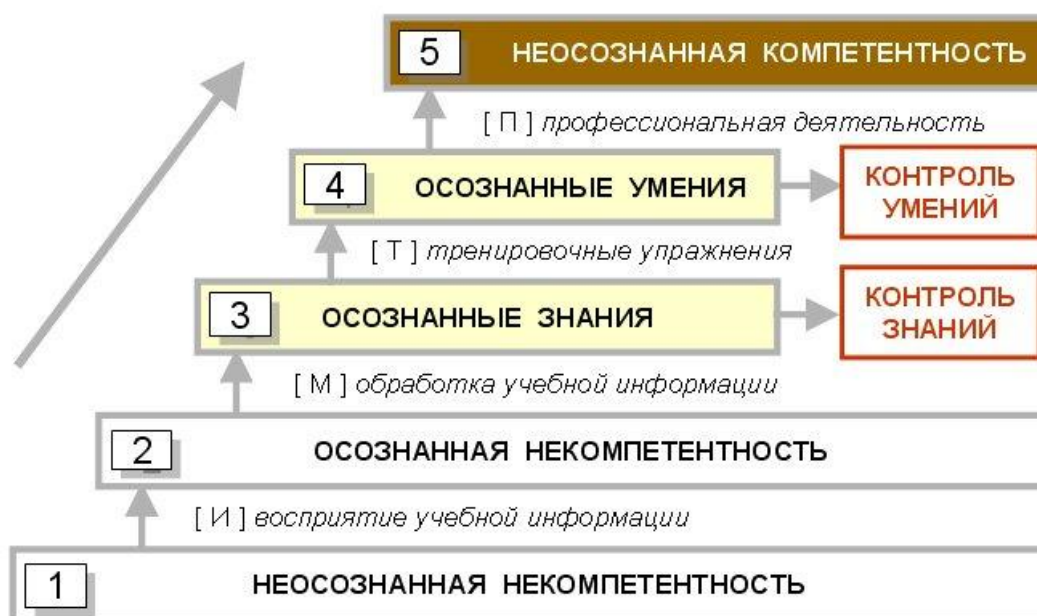 5 НЕОСОЗНАННАЯ КОМПЕТЕНТНОСТЬ
[ П ] профессиональная деятельность
4 ОСОЗНАННЫЕ УМЕНИЯ
КОНТРОЛЬ
УМЕНИЙ
[ Т ] тренировочные упражнения
3 ОСОЗНАННЫЕ ЗНАНИЯ
КОНТРОЛЬ
ЗНАНИЙ
[ М ] обработка учебной информации
2 ОСОЗНАННАЯ НЕКОМПЕТЕНТНОСТЬ
[ И ] восприятие учебной информации
1 НЕОСОЗНАННАЯ НЕКОМПЕТЕНТНОСТЬ